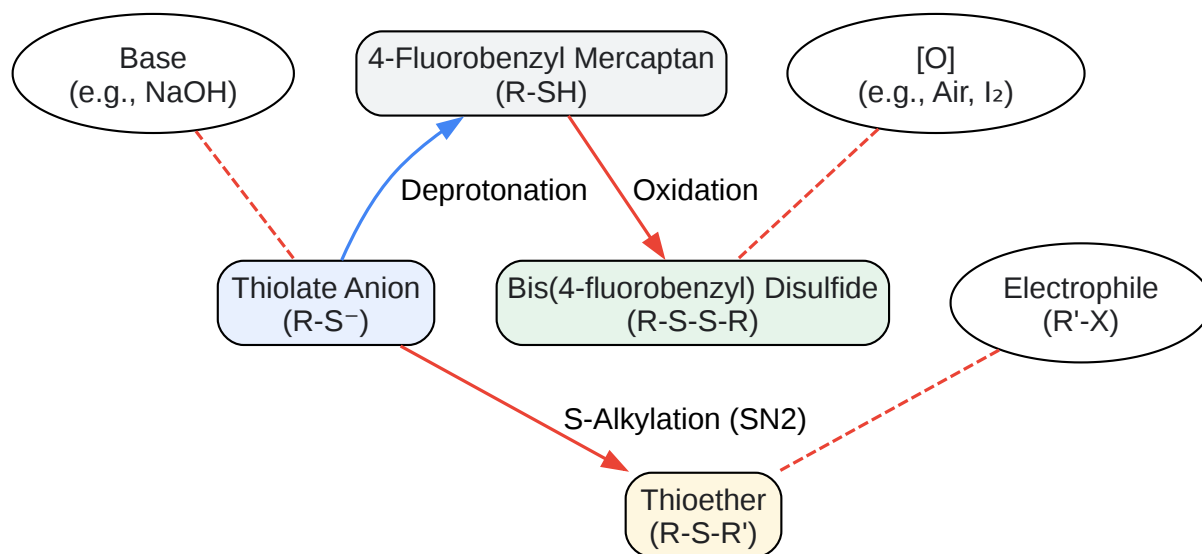 Base
(e.g., NaOH)
4-Fluorobenzyl Mercaptan
(R-SH)
[O]
(e.g., Air, I₂)
Deprotonation
Oxidation
Thiolate Anion
(R-S⁻)
Bis(4-fluorobenzyl) Disulfide
(R-S-S-R)
Electrophile
(R'-X)
S-Alkylation (SN2)
Thioether
(R-S-R')